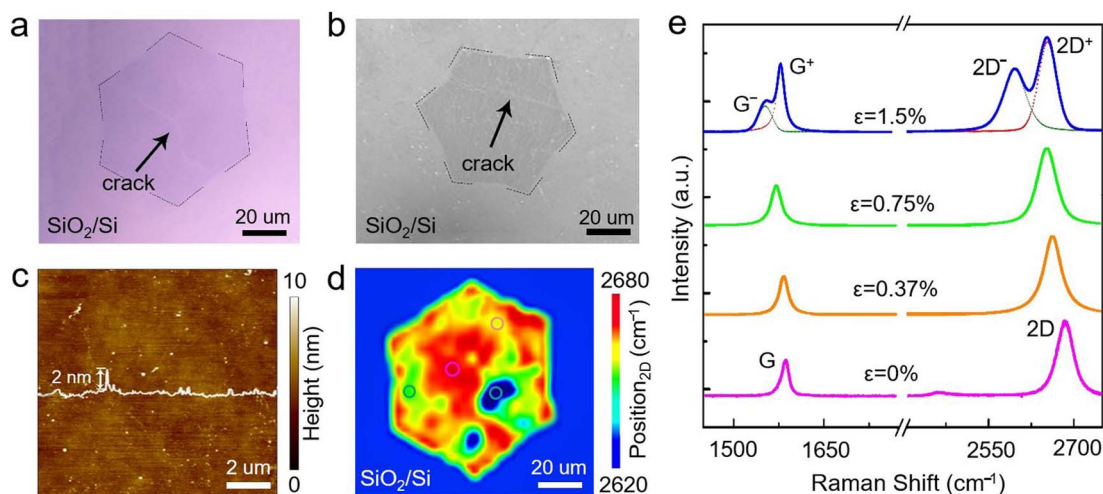 a
crack
SiO₂/Si
20 um
b
crack
SiO₂/Si
20 um
c
2 nm
2 um
10
Height (nm)
0
d
SiO₂/Si
20 um
2680
Position₂D (cm⁻¹)
2620
e
G⁻
G⁺
2D⁻
2D⁺
ε=1.5%
ε=0.75%
ε=0.37%
G
2D
ε=0%
Intensity (a.u.)
1500
1650
2550
2700
Raman Shift (cm⁻¹)